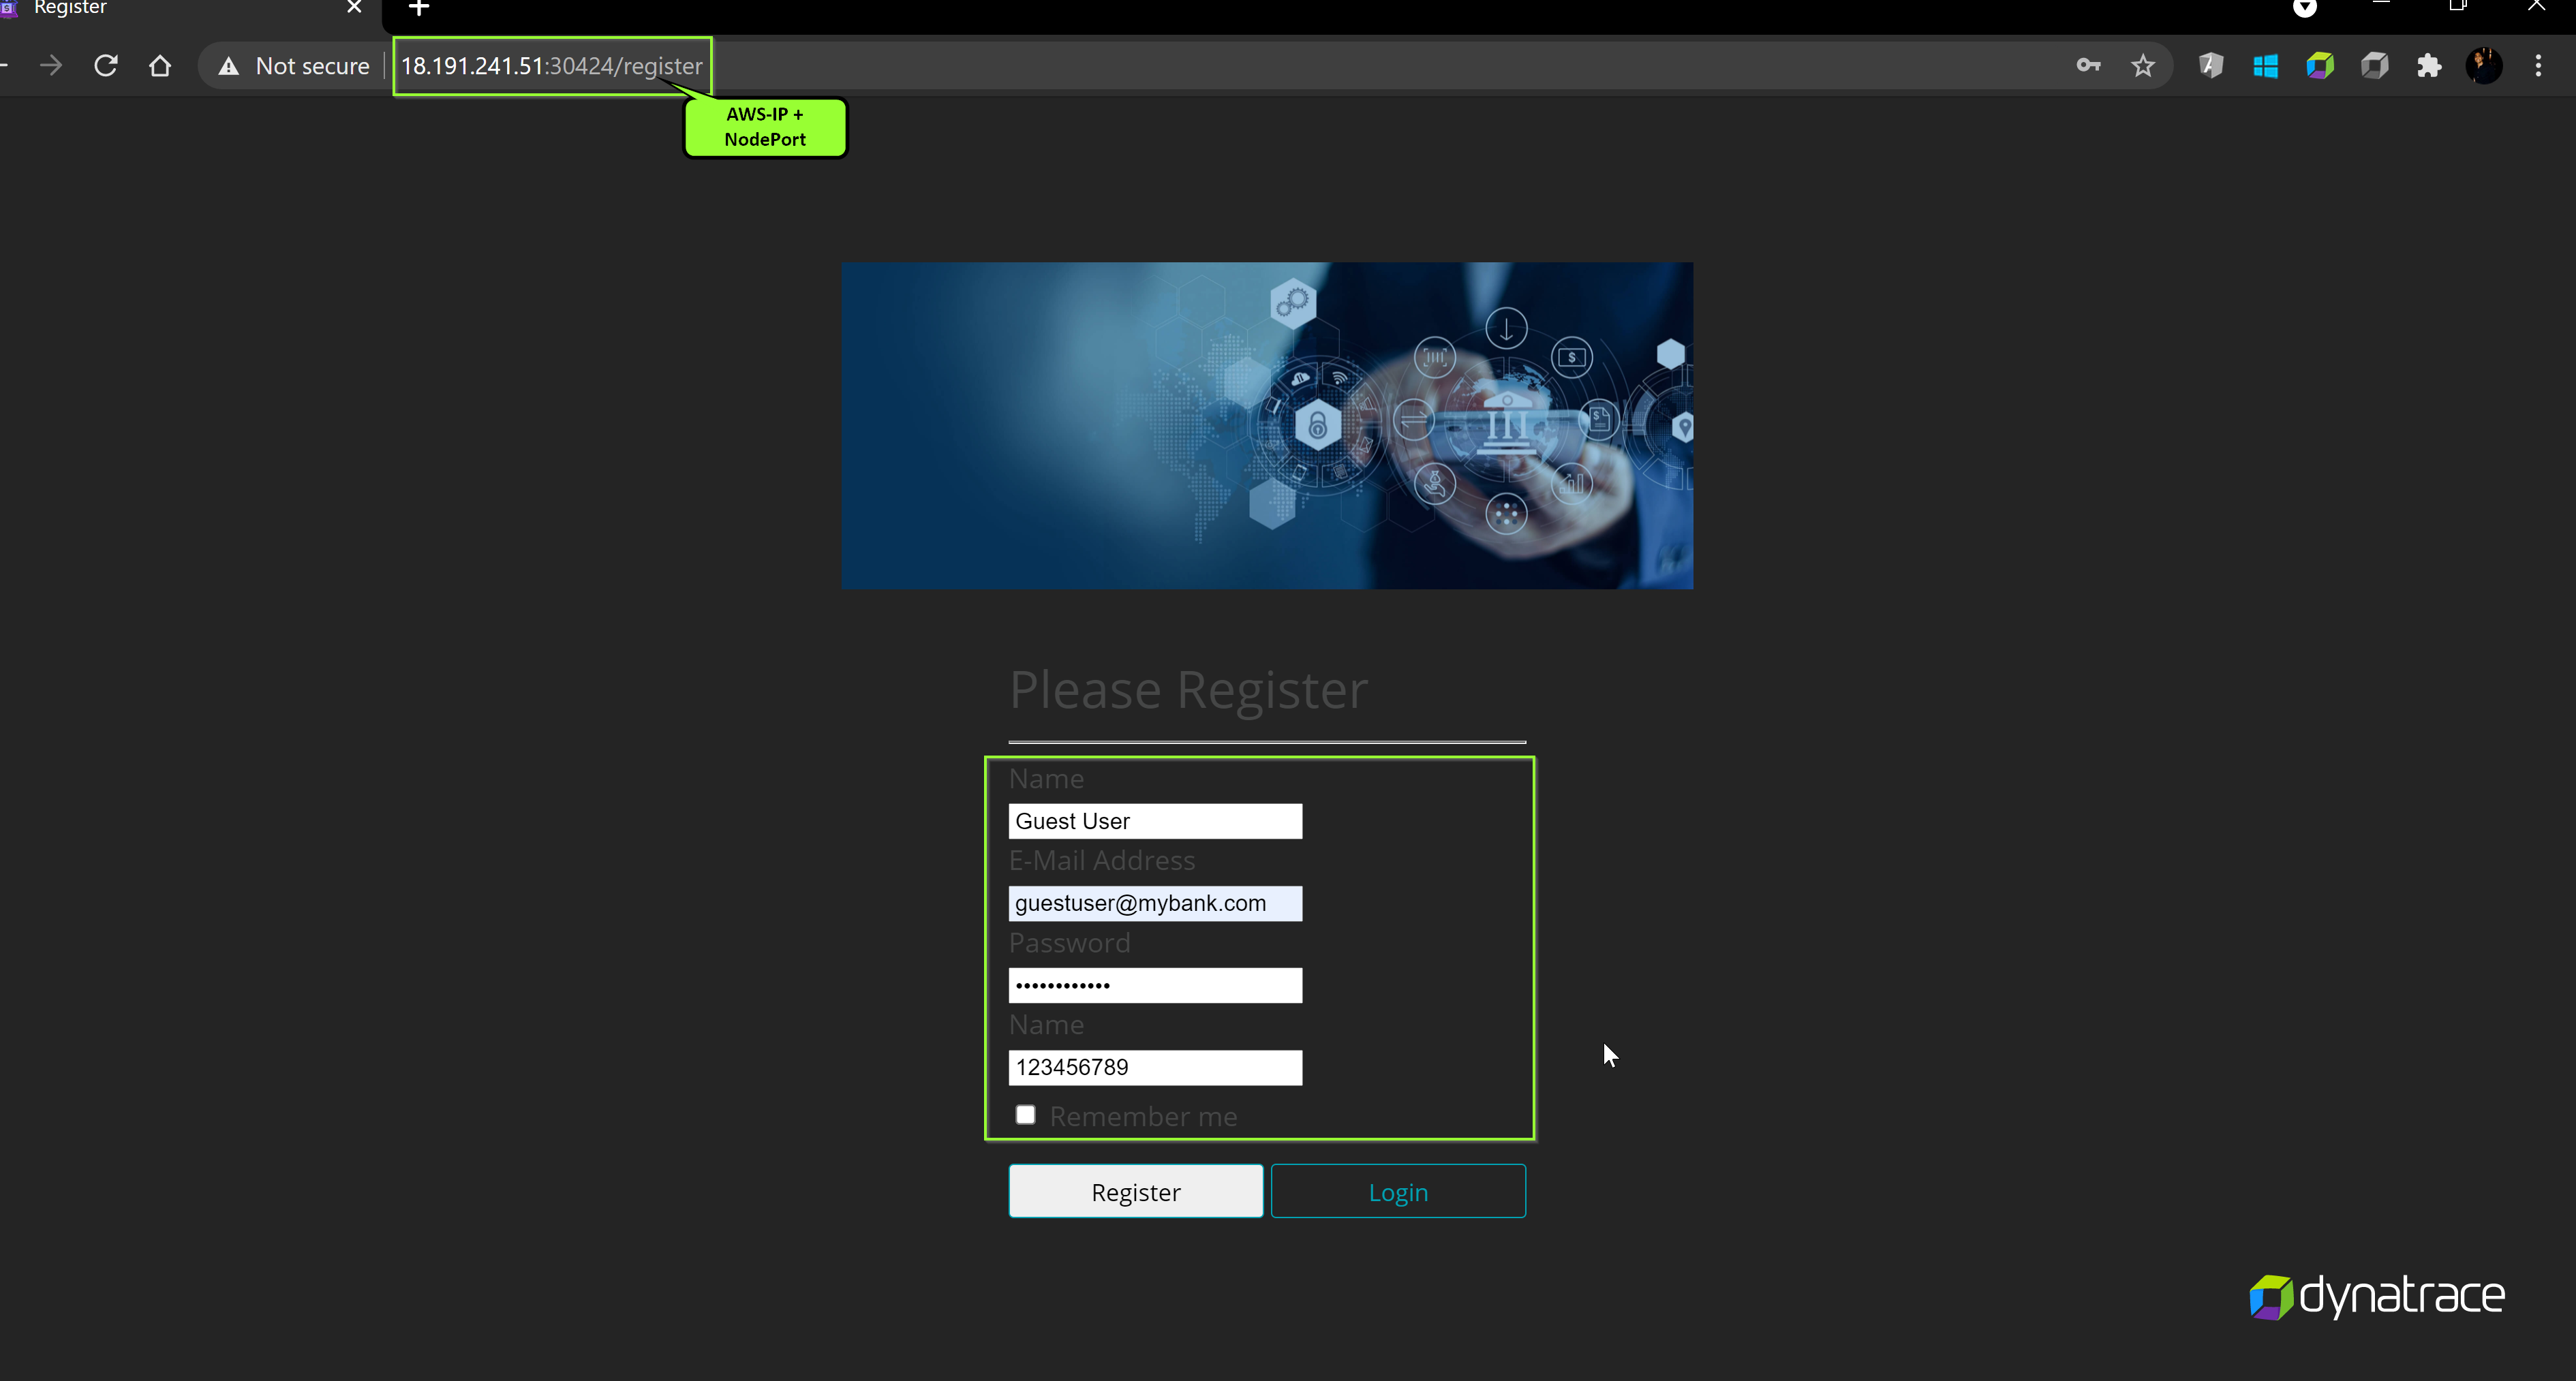 Register
Not secure
18.191.241.51:30424/register
AWS-IP +
NodePort
Please Register
Name
Guest User
E-Mail Address
guestuser@mybank.com
Password
••••••••••••
Name
123456789
Remember me
Register
Login
dynatrace